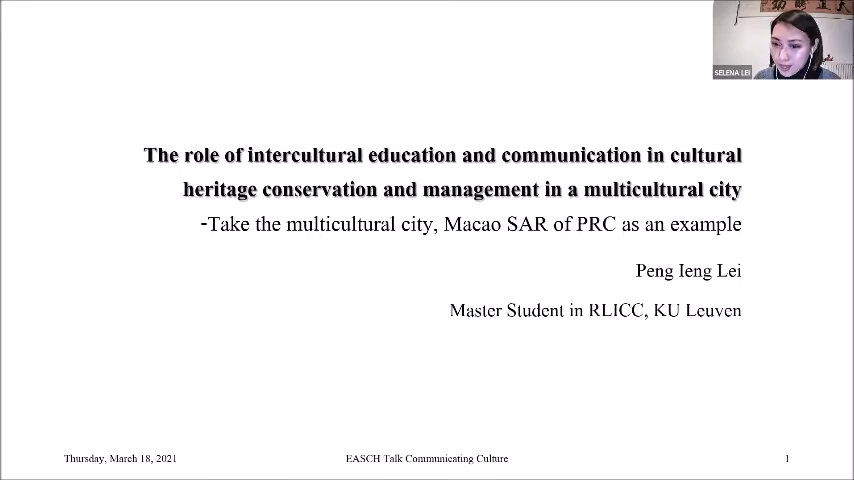 SELENA LEI
The role of intercultural education and communication in cultural
heritage conservation and management in a multicultural city
-Take the multicultural city, Macao SAR of PRC as an example
Peng Ieng Lei
Master Student in RLICC, KU Leuven
Thursday, March 18, 2021
EASCH Talk Communicating Culture
1